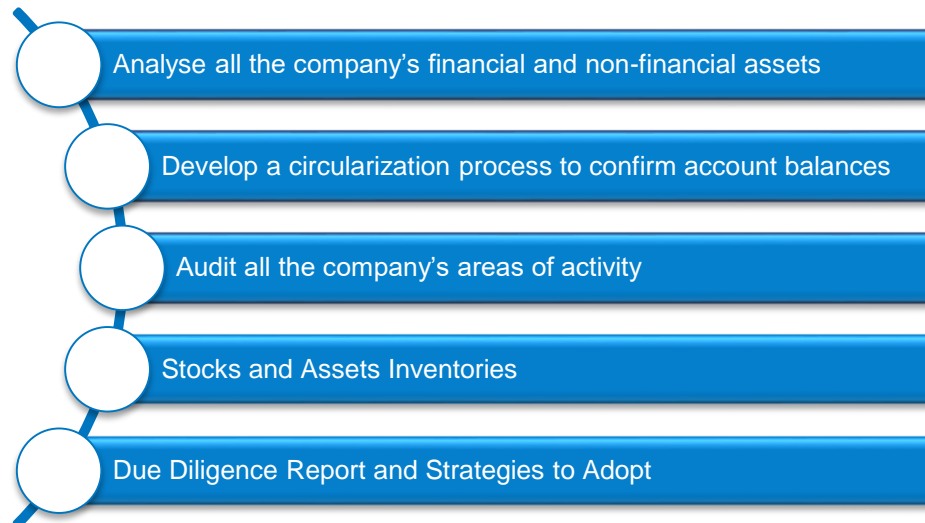 Analyse all the company’s financial and non-financial assets
Develop a circularization process to confirm account balances
Audit all the company’s areas of activity
Stocks and Assets Inventories
Due Diligence Report and Strategies to Adopt